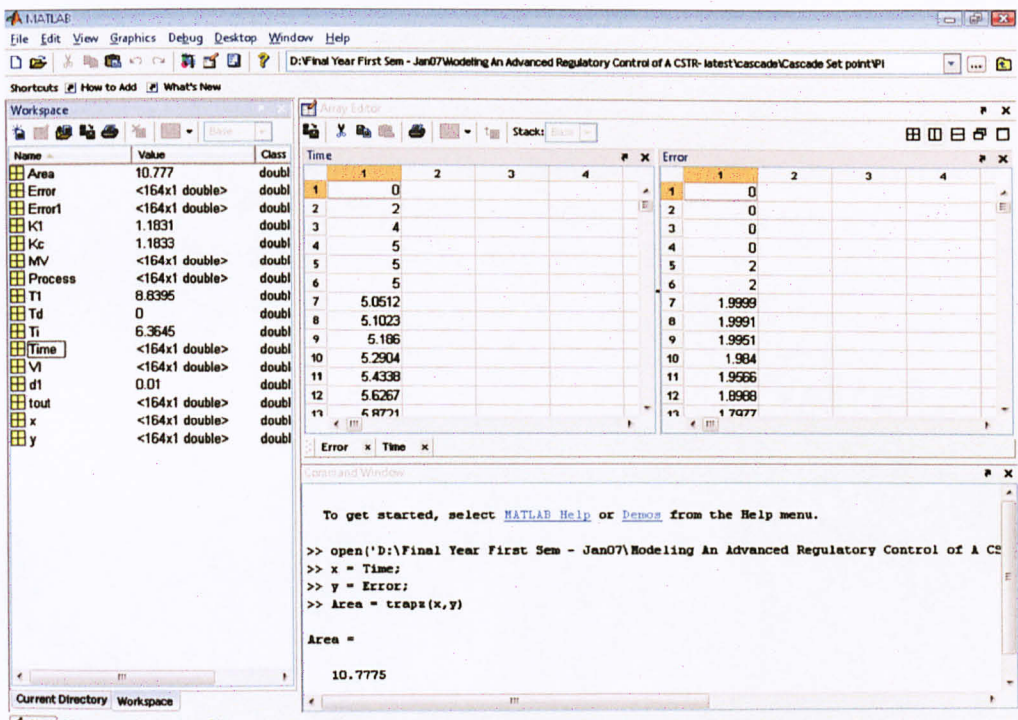 MATLAB
File Edit View Graphics Debug Desktop Window Help
D:\Final Year First Sem - Jan07\Modeling An Advanced Regulatory Control of A CSTR- latest\cascade\Cascade Set point\PI
Shortcuts How to Add What's New
Workspace
Base
Name Value Class
Area 10.777 doubl
Error <164x1 double> doubl
Error1 <164x1 double> doubl
K1 1.1831 doubl
Kc 1.1833 doubl
MV <164x1 double> doubl
Process <164x1 double> doubl
T1 8.8395 doubl
Td 0 doubl
Ti 6.3645 doubl
Time <164x1 double> doubl
VI <164x1 double> doubl
d1 0.01 doubl
tout <164x1 double> doubl
x <164x1 double> doubl
y <164x1 double> doubl
Current Directory Workspace
Array Editor
Stack: Base
Time
1 2 3 4
1 0
2 2
3 4
4 5
5 5
6 5
7 5.0512
8 5.1023
9 5.186
10 5.2904
11 5.4338
12 5.6267
13 5.8721
Error
1 2 3 4
1 0
2 0
3 0
4 0
5 2
6 2
7 1.9999
8 1.9991
9 1.9951
10 1.984
11 1.9566
12 1.8988
13 1.7977
Error × Time ×
Command Window
To get started, select MATLAB Help or Demos from the Help menu.
>> open('D:\Final Year First Sem - Jan07\Modeling An Advanced Regulatory Control of A CS
>> x = Time;
>> y = Error;
>> Area = trapz(x,y)
Area =
10.7775